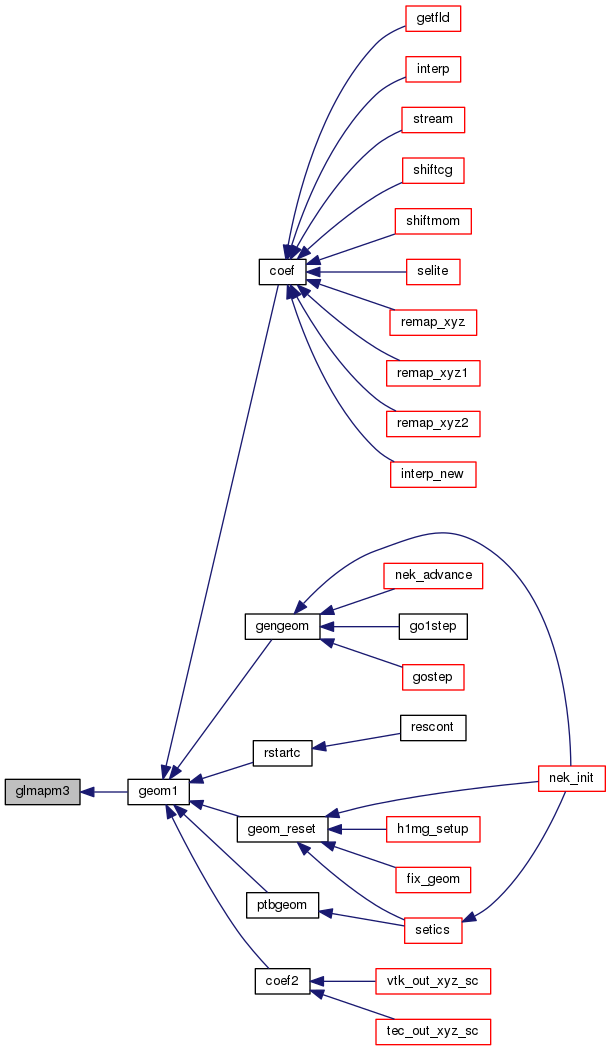 getfld
interp
stream
shiftcg
shiftmom
coef
selite
remap_xyz
remap_xyz1
remap_xyz2
interp_new
nek_advance
gengeom
go1step
gostep
rescont
rstartc
nek_init
glmapm3
geom1
geom_reset
h1mg_setup
fix_geom
ptbgeom
setics
coef2
vtk_out_xyz_sc
tec_out_xyz_sc